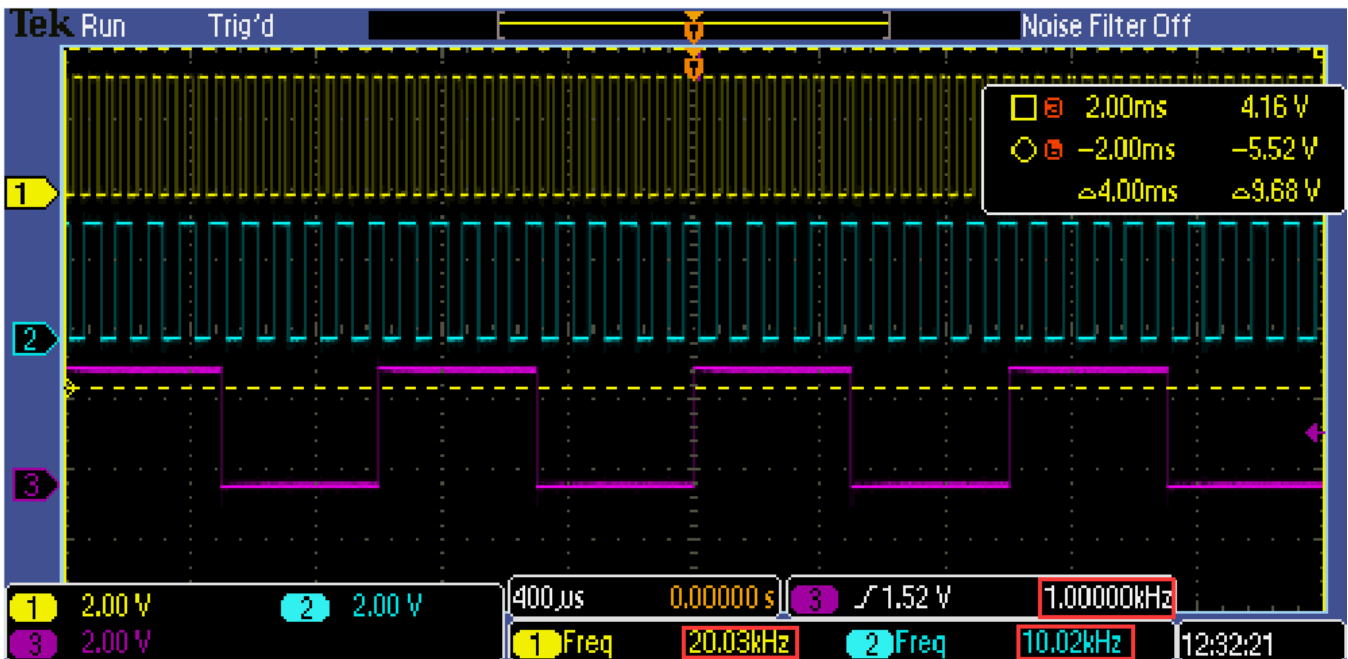 Tek Run Trig'd Noise Filter Off
a 2.00ms 4.16 V
b −2.00ms −5.52 V
△4.00ms △9.68 V
1
2
3
1 2.00 V 2 2.00 V
3 2.00 V
400µs 0.00000 s
3 1.52 V 1.00000kHz
1 Freq 20.03kHz 2 Freq 10.02kHz
12:32:21